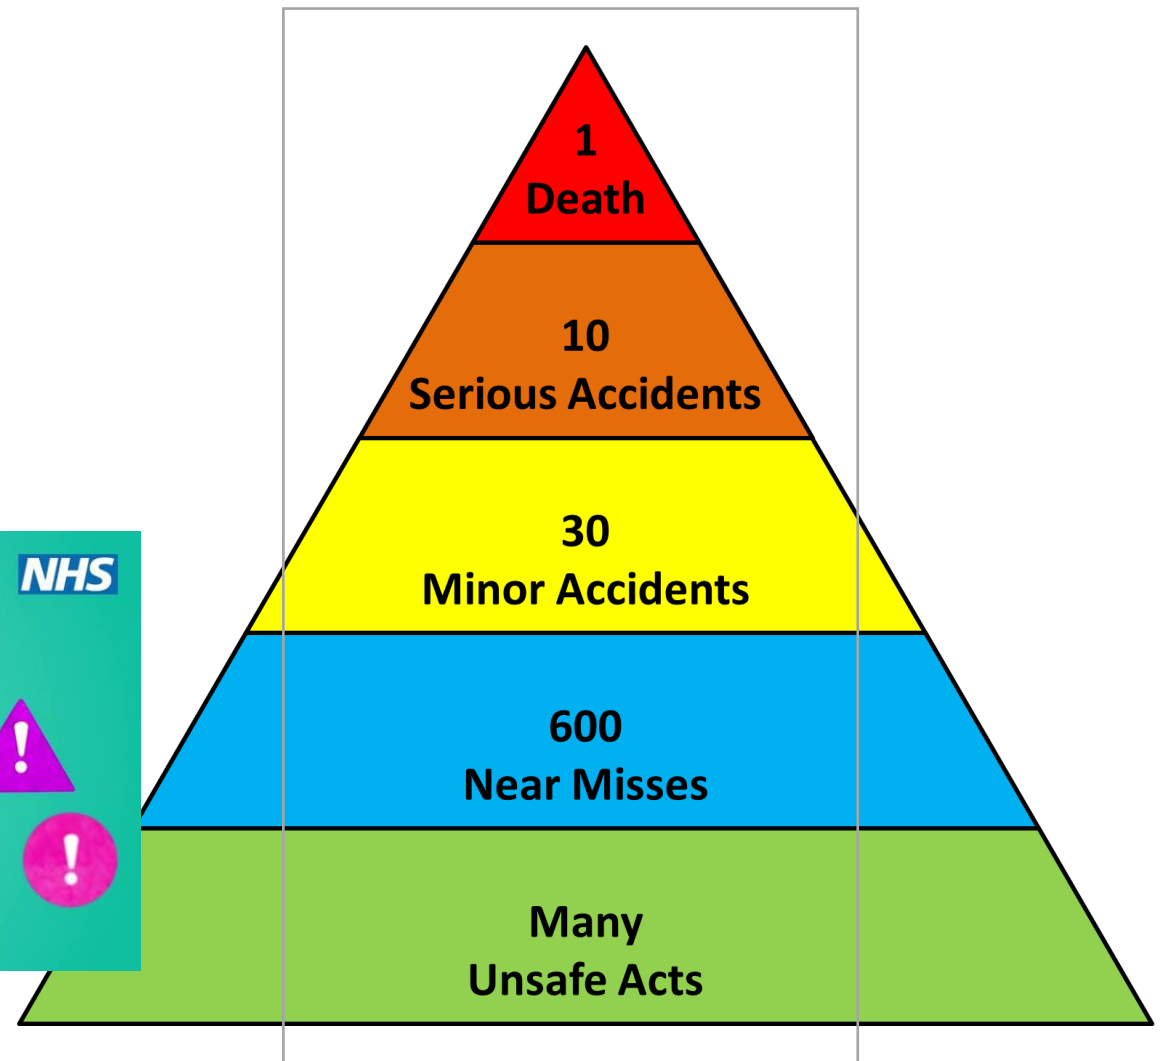 1
Death
10
Serious Accidents
30
Minor Accidents
NHS
600
Near Misses
!
!
Many
Unsafe Acts